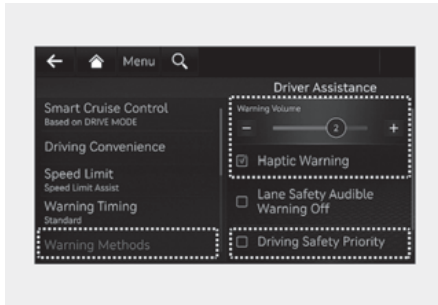 Menu
Driver Assistance
Smart Cruise Control
Based on DRIVE MODE
Driving Convenience
Speed Limit
Speed Limit Assist
Warning Timing
Standard
Warning Methods
Warning Volume
− 2 +
Haptic Warning
Lane Safety Audible
Warning Off
Driving Safety Priority